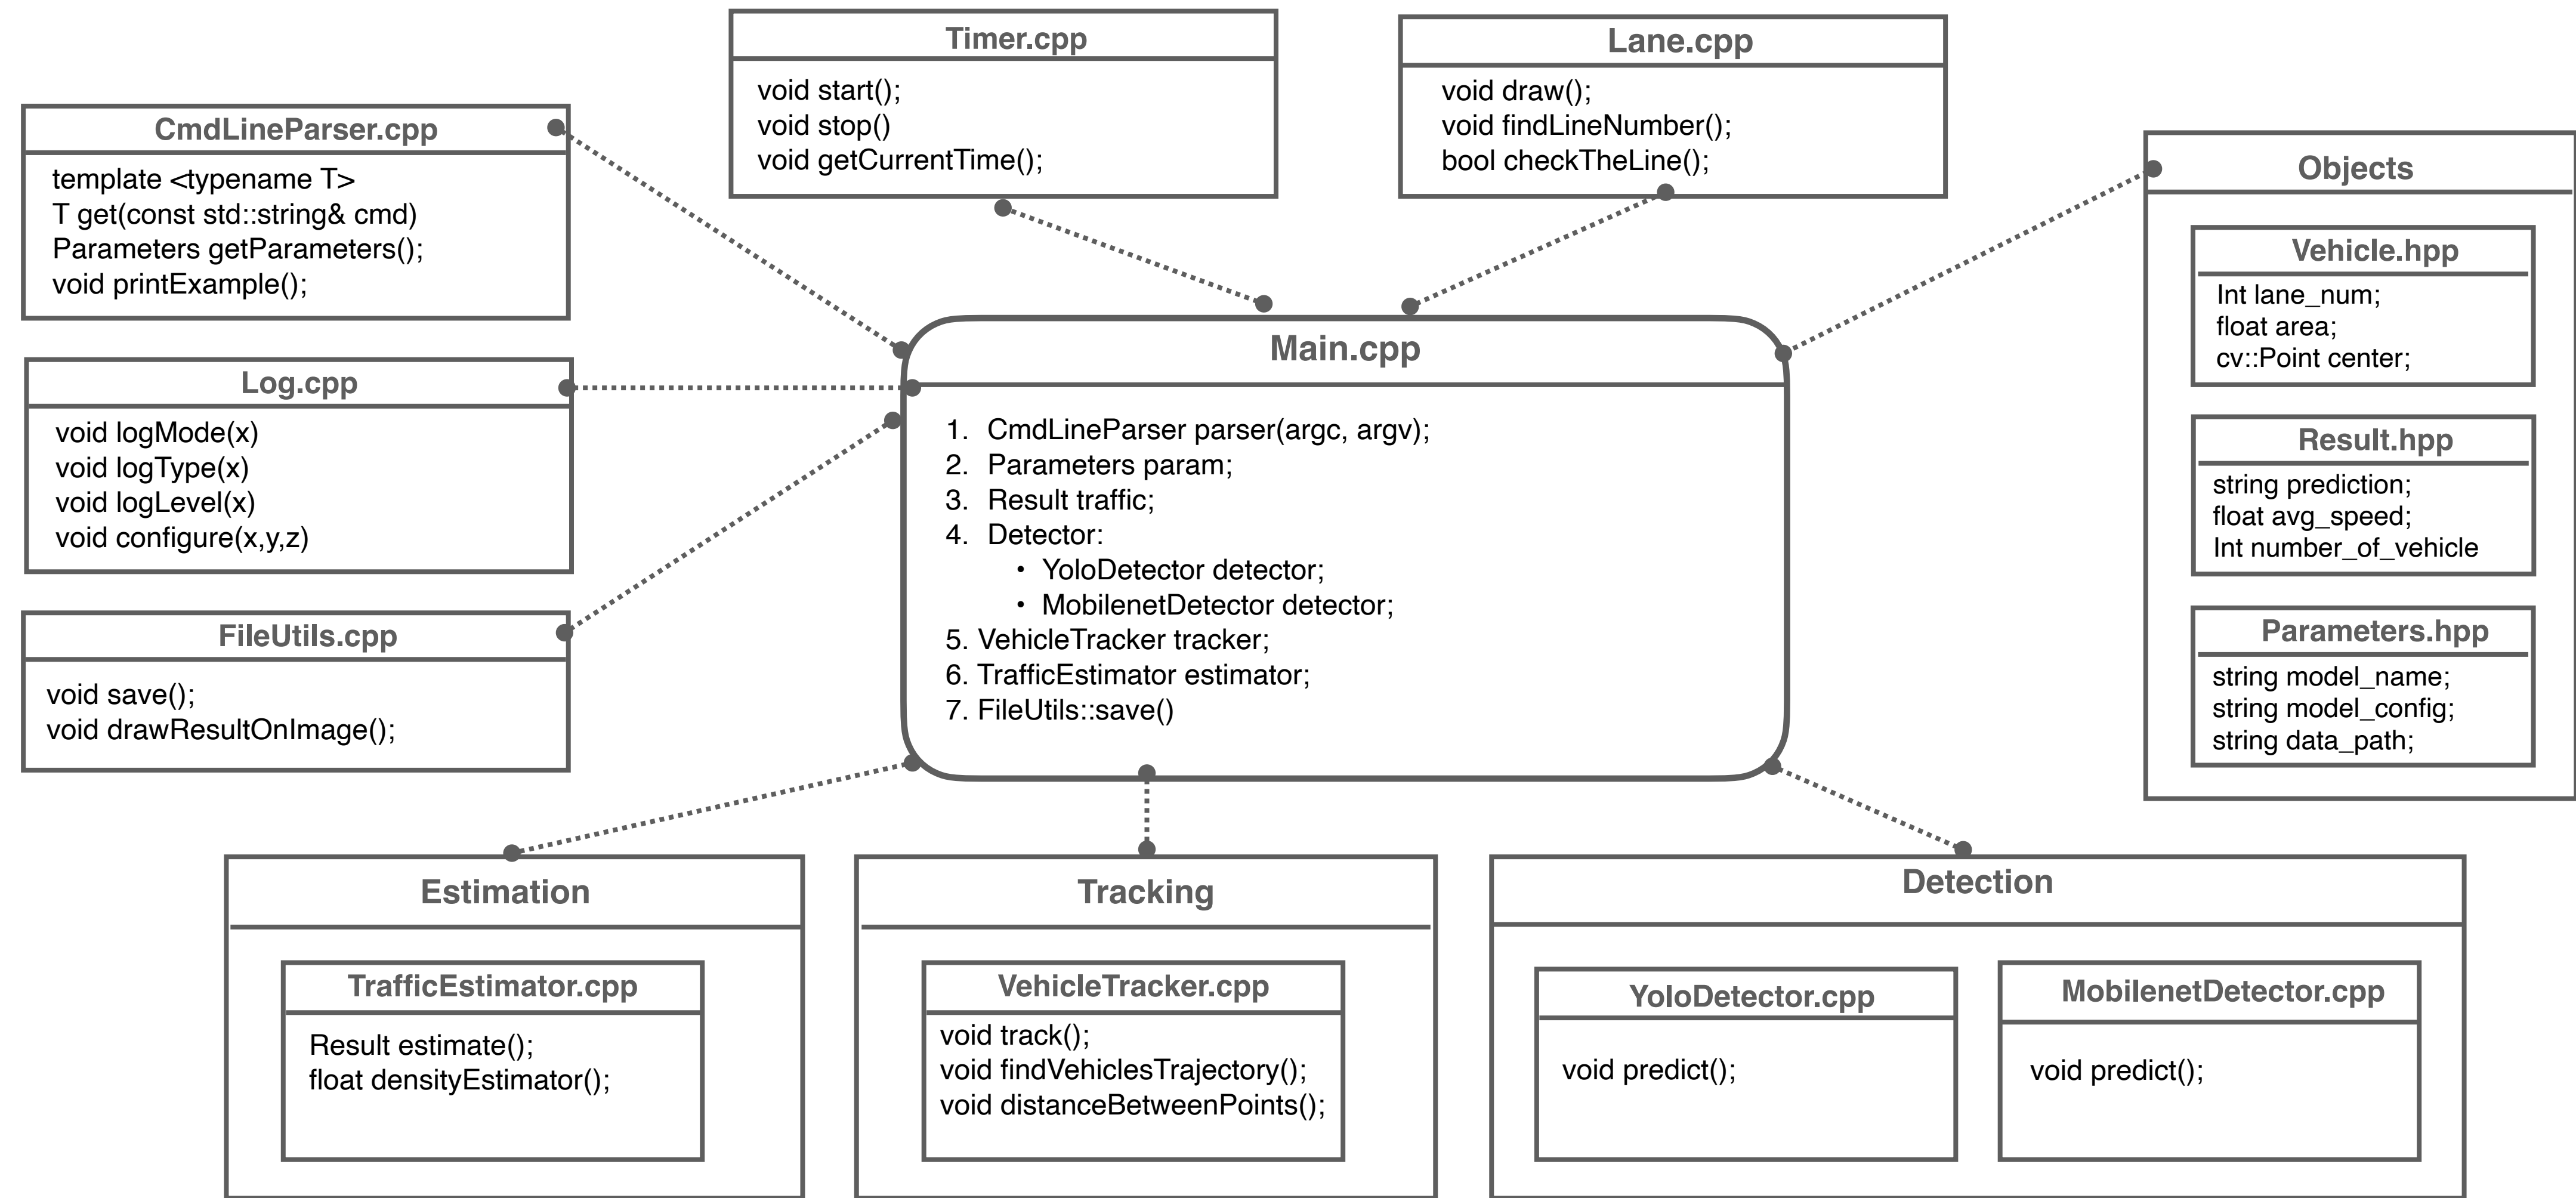 Timer.cpp
void start();
void stop()
void getCurrentTime();
Lane.cpp
void draw();
void findLineNumber();
bool checkTheLine();
CmdLineParser.cpp
template <typename T>
T get(const std::string& cmd)
Parameters getParameters();
void printExample();
Log.cpp
void logMode(x)
void logType(x)
void logLevel(x)
void configure(x,y,z)
FileUtils.cpp
void save();
void drawResultOnImage();
Main.cpp
1. CmdLineParser parser(argc, argv);
2. Parameters param;
3. Result traffic;
4. Detector:
• YoloDetector detector;
• MobilenetDetector detector;
5. VehicleTracker tracker;
6. TrafficEstimator estimator;
7. FileUtils::save()
Objects
Vehicle.hpp
Int lane_num;
float area;
cv::Point center;
Result.hpp
string prediction;
float avg_speed;
Int number_of_vehicle
Parameters.hpp
string model_name;
string model_config;
string data_path;
Estimation
TrafficEstimator.cpp
Result estimate();
float densityEstimator();
Tracking
VehicleTracker.cpp
void track();
void findVehiclesTrajectory();
void distanceBetweenPoints();
Detection
YoloDetector.cpp
void predict();
MobilenetDetector.cpp
void predict();